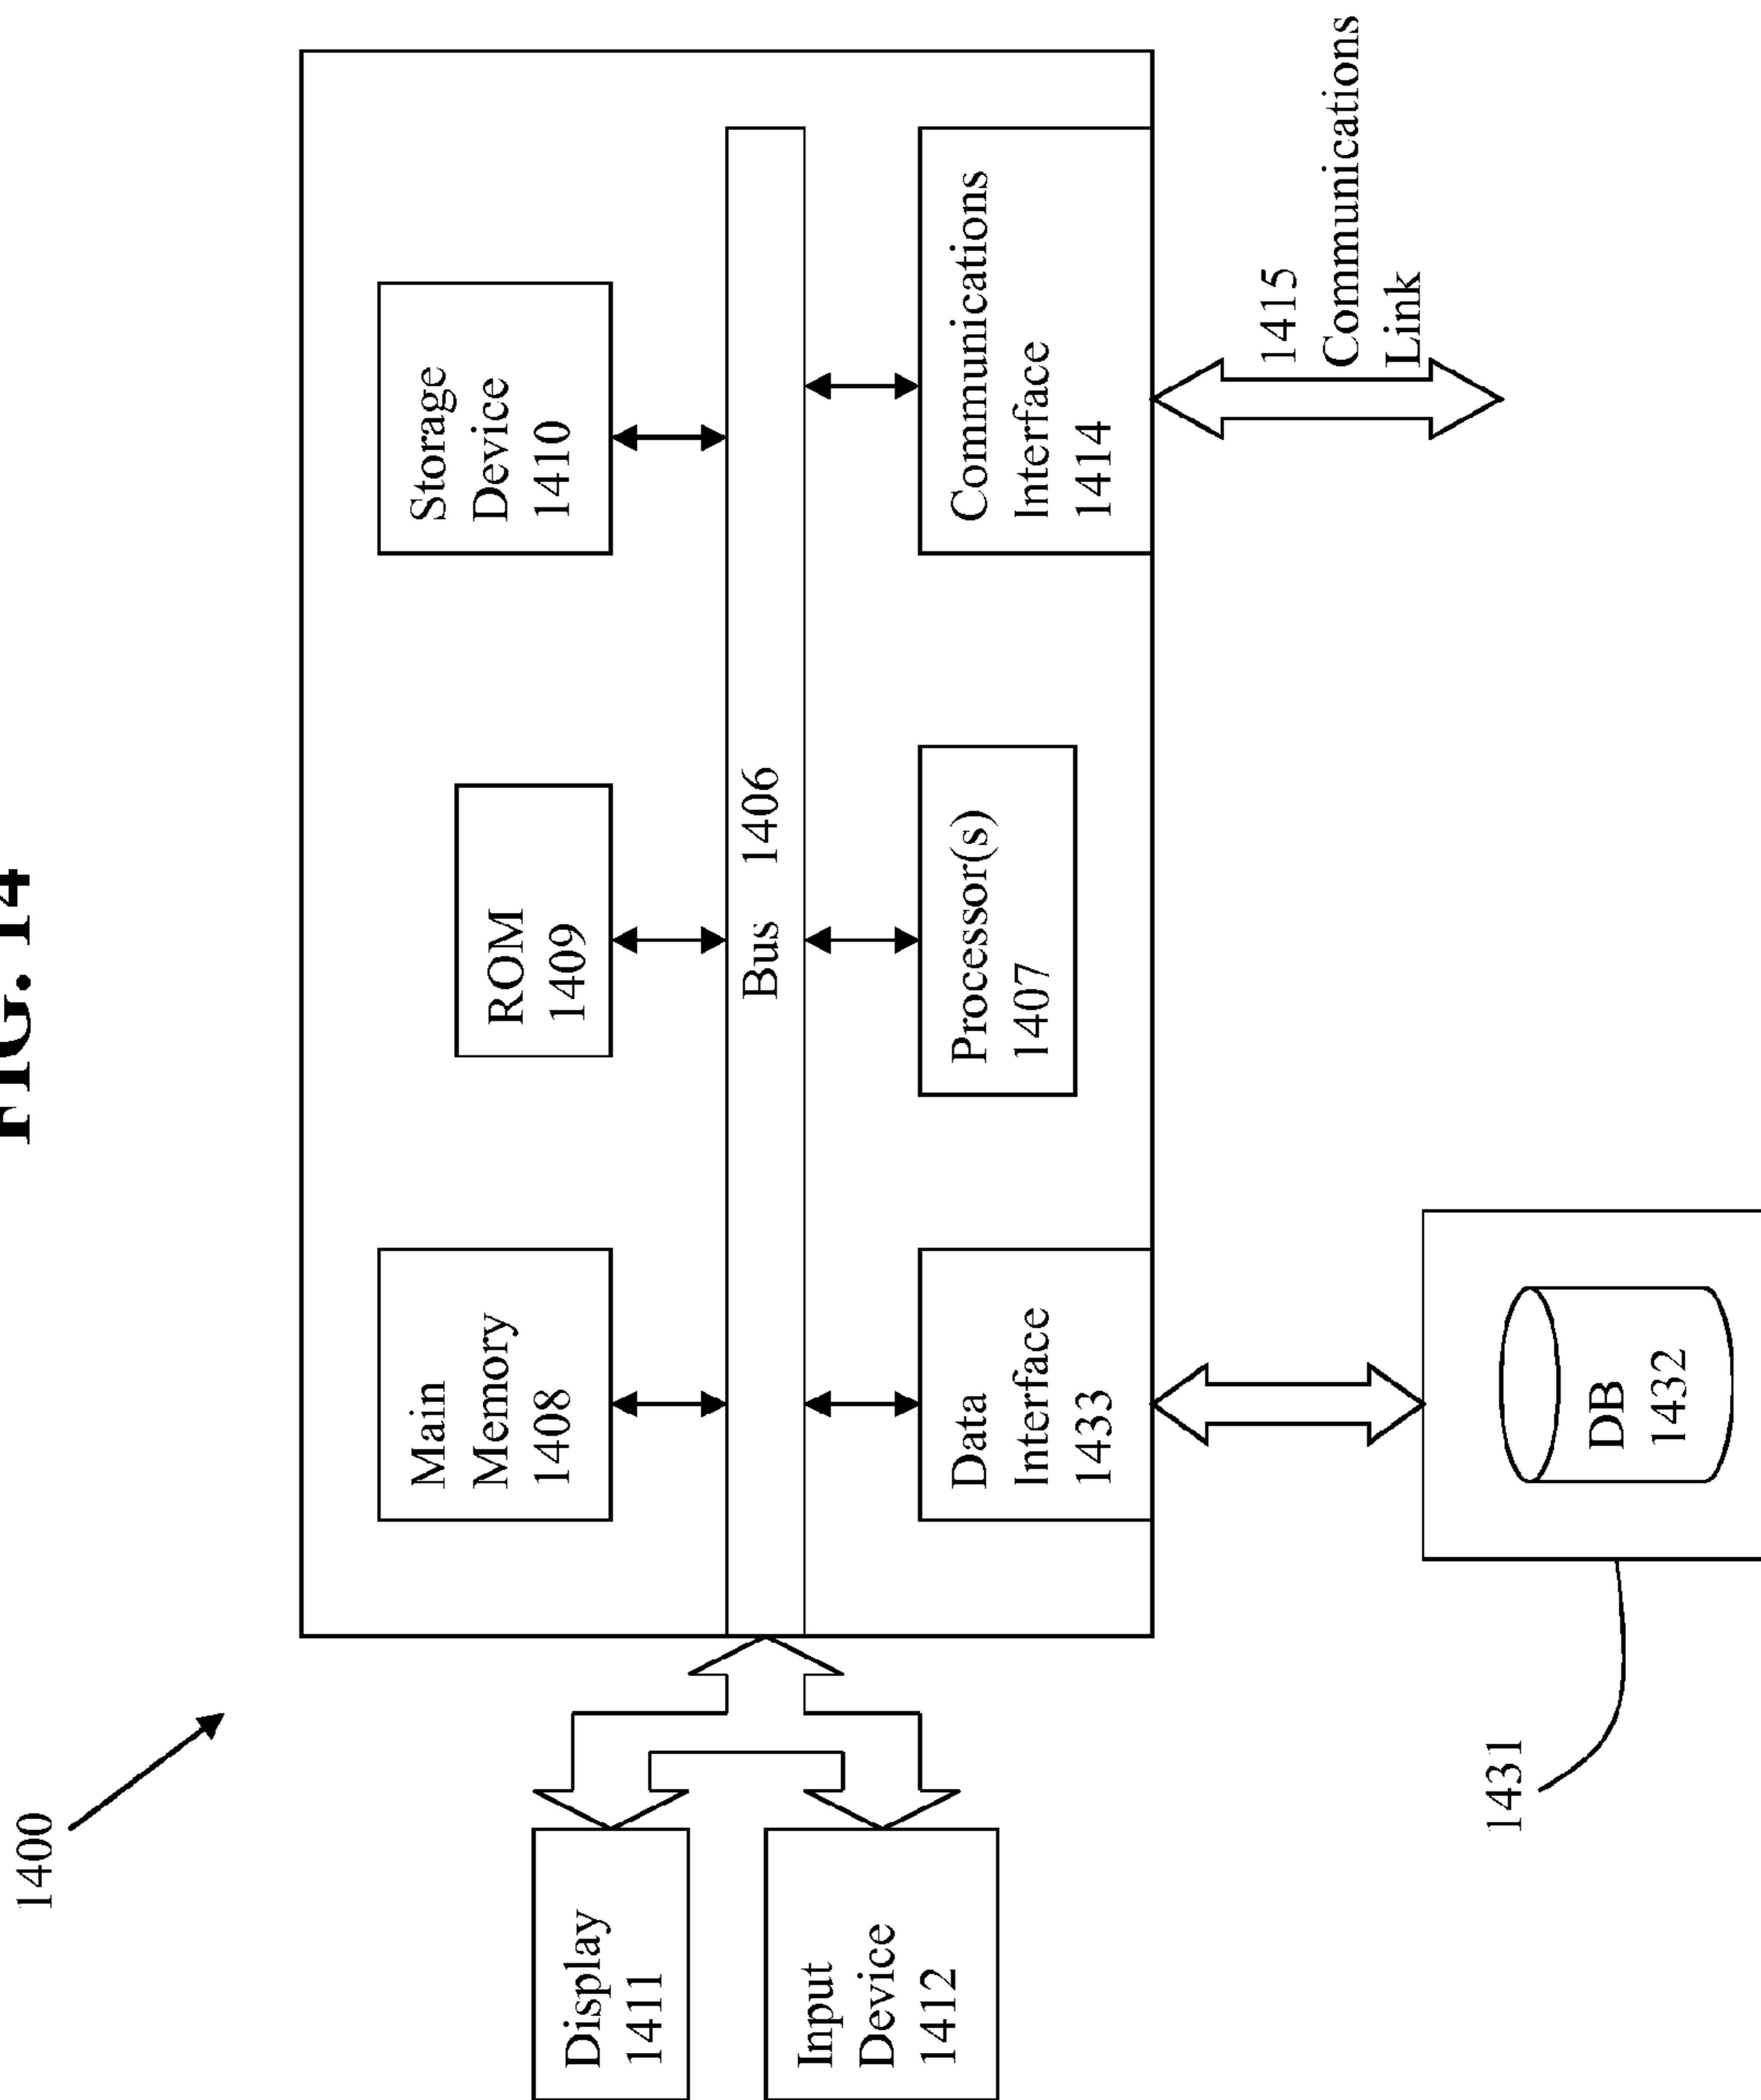 FIG. 14
1400
Main
Memory
1408
ROM
1409
Storage
Device
1410
Display
1411
Bus 1406
Input
Device
1412
Data
Interface
1433
Processor(s)
1407
Communications
Interface
1414
1415
Communications
Link
1431
DB
1432